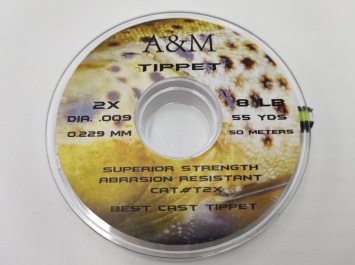 A&M
TIPPET
2X 8 LB
DIA. .009 55 YDS
0.229 MM 50 METERS
SUPERIOR STRENGTH
ABRASION RESISTANT
CAT#T2X
BEST CAST TIPPET